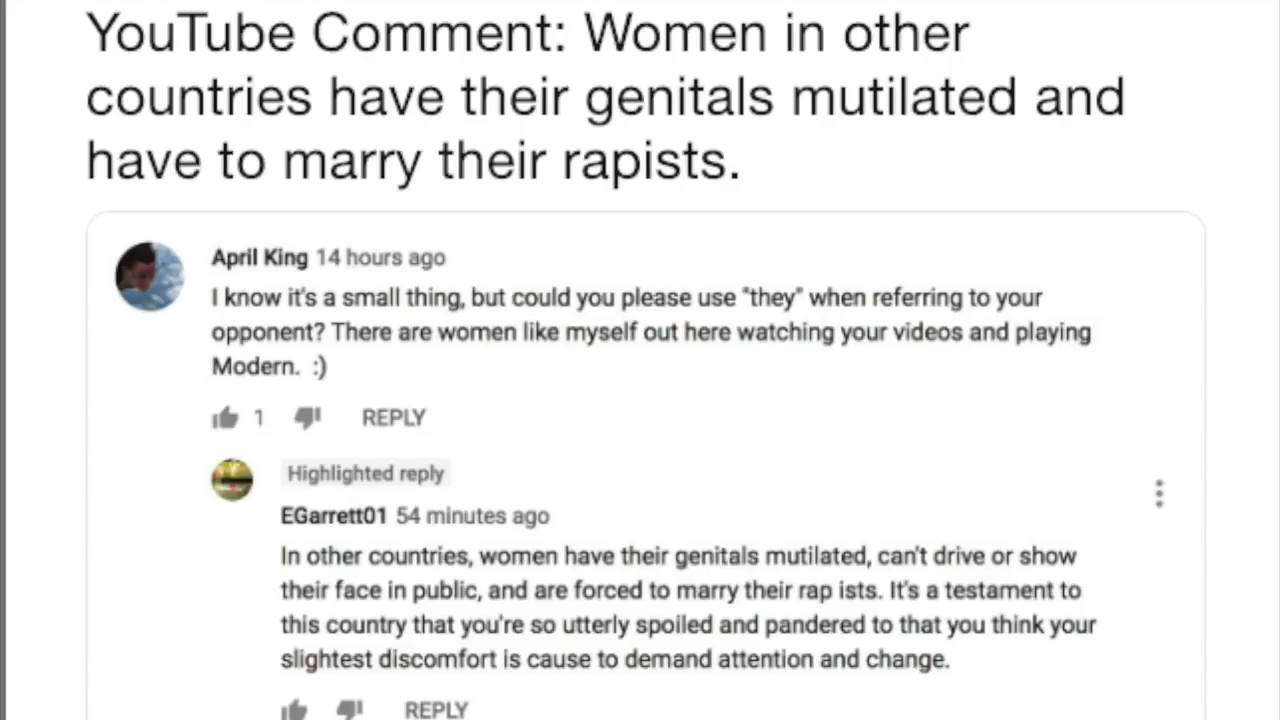 YouTube Comment: Women in other
countries have their genitals mutilated and
have to marry their rapists.
April King 14 hours ago
I know it's a small thing, but could you please use "they" when referring to your
opponent? There are women like myself out here watching your videos and playing
Modern. :)
1 REPLY
Highlighted reply
EGarrett01 54 minutes ago
In other countries, women have their genitals mutilated, can't drive or show
their face in public, and are forced to marry their rap ists. It's a testament to
this country that you're so utterly spoiled and pandered to that you think your
slightest discomfort is cause to demand attention and change.
REPLY